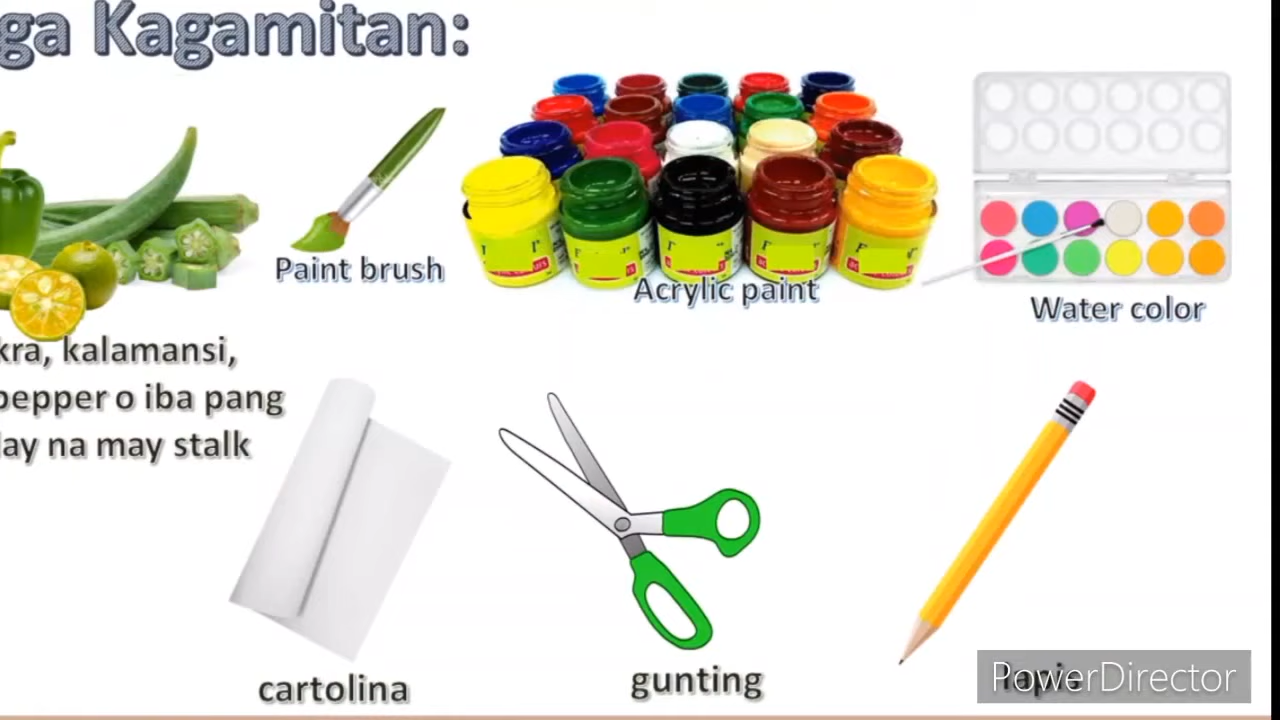 ga Kagamitan:
Paint brush
Acrylic paint
Water color
kra, kalamansi,
pepper o iba pang
lay na may stalk
cartolina
gunting
lapis
PowerDirector